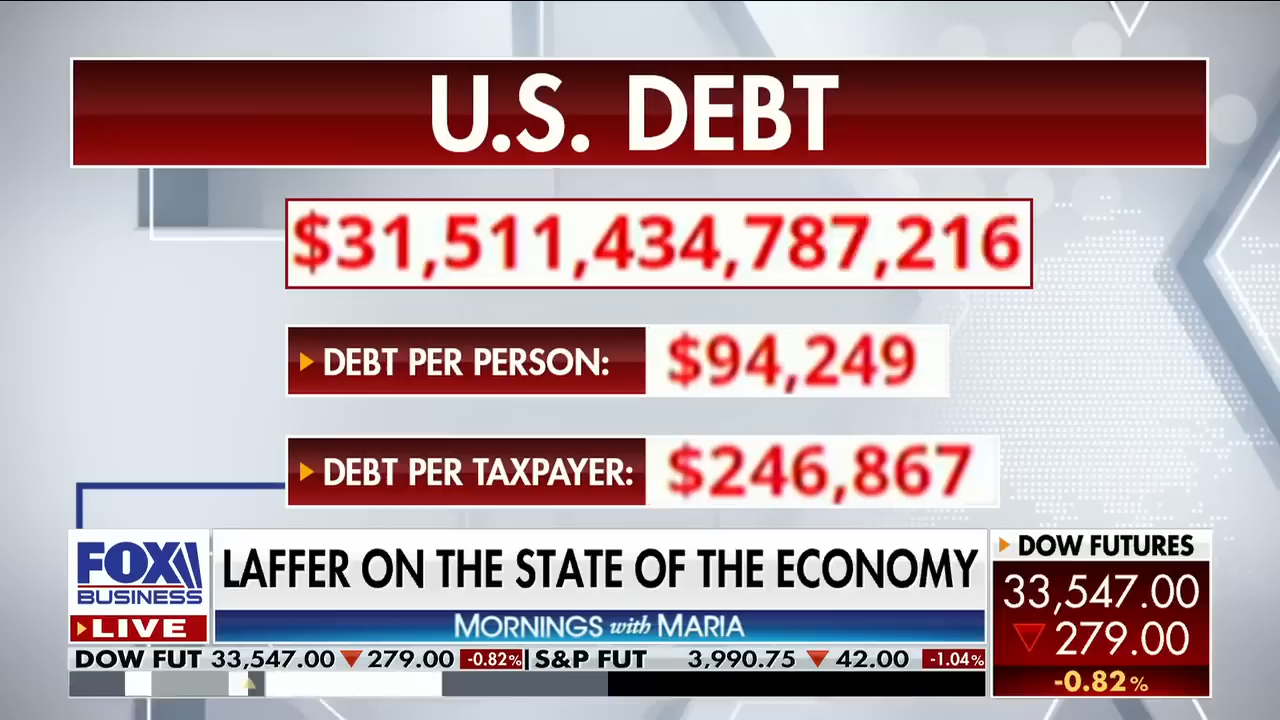 U.S. DEBT
$31,511,434,787,216
DEBT PER PERSON: $94,249
DEBT PER TAXPAYER: $246,867
FOX BUSINESS
LIVE
LAFFER ON THE STATE OF THE ECONOMY
MORNINGS with MARIA
DOW FUTURES
33,547.00
▼ 279.00
-0.82%
DOW FUT 33,547.00 ▼ 279.00 -0.82% S&P FUT 3,990.75 ▼ 42.00 -1.04%